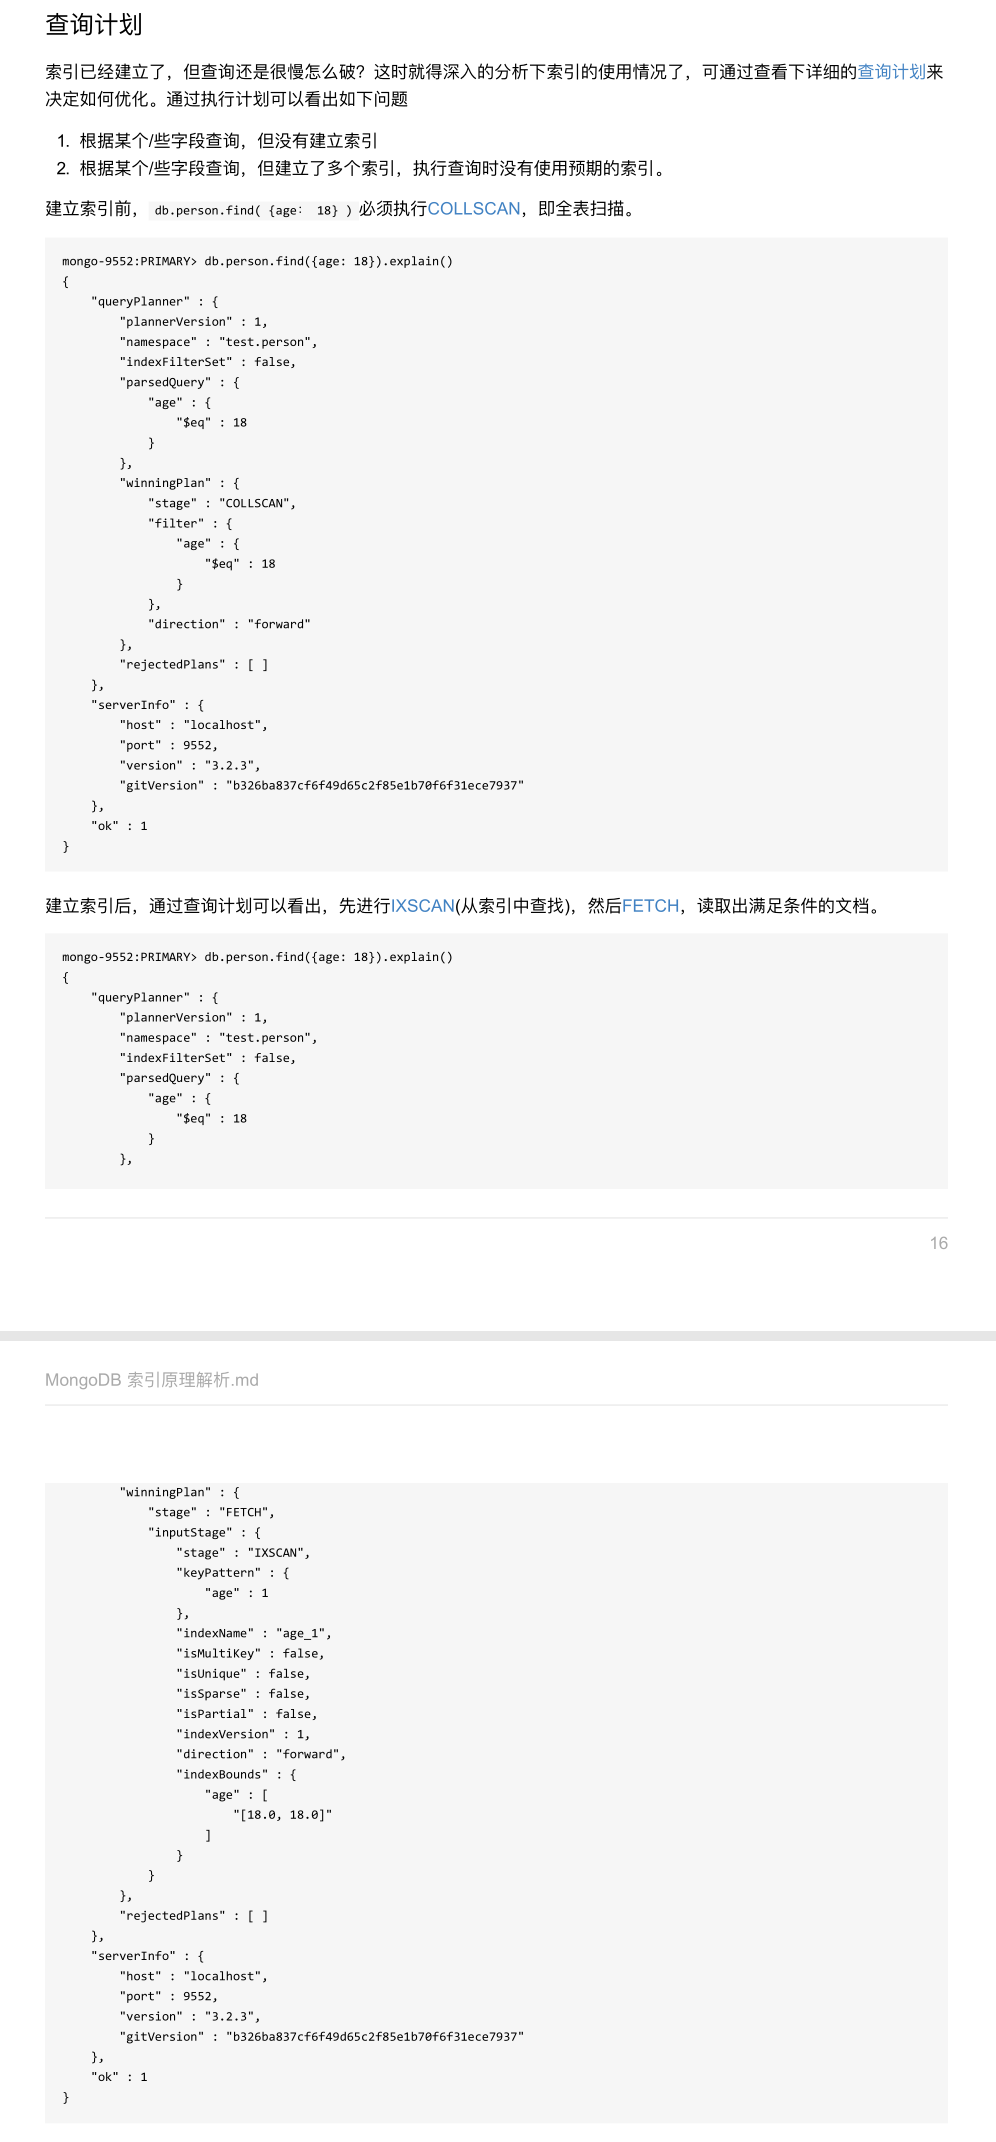 查询计划
索引已经建立了，但查询还是很慢怎么破？这时就得深入的分析下索引的使用情况了，可通过查看下详细的查询计划来
决定如何优化。通过执行计划可以看出如下问题
1. 根据某个/些字段查询，但没有建立索引
2. 根据某个/些字段查询，但建立了多个索引，执行查询时没有使用预期的索引。
建立索引前， db.person.find( {age： 18} ) 必须执行COLLSCAN，即全表扫描。
mongo-9552:PRIMARY> db.person.find({age: 18}).explain()
{
    "queryPlanner" : {
        "plannerVersion" : 1,
        "namespace" : "test.person",
        "indexFilterSet" : false,
        "parsedQuery" : {
            "age" : {
                "$eq" : 18
            }
        },
        "winningPlan" : {
            "stage" : "COLLSCAN",
            "filter" : {
                "age" : {
                    "$eq" : 18
                }
            },
            "direction" : "forward"
        },
        "rejectedPlans" : [ ]
    },
    "serverInfo" : {
        "host" : "localhost",
        "port" : 9552,
        "version" : "3.2.3",
        "gitVersion" : "b326ba837cf6f49d65c2f85e1b70f6f31ece7937"
    },
    "ok" : 1
}
建立索引后，通过查询计划可以看出，先进行IXSCAN(从索引中查找)，然后FETCH，读取出满足条件的文档。
mongo-9552:PRIMARY> db.person.find({age: 18}).explain()
{
    "queryPlanner" : {
        "plannerVersion" : 1,
        "namespace" : "test.person",
        "indexFilterSet" : false,
        "parsedQuery" : {
            "age" : {
                "$eq" : 18
            }
        },
16
MongoDB 索引原理解析.md
        "winningPlan" : {
            "stage" : "FETCH",
            "inputStage" : {
                "stage" : "IXSCAN",
                "keyPattern" : {
                    "age" : 1
                },
                "indexName" : "age_1",
                "isMultiKey" : false,
                "isUnique" : false,
                "isSparse" : false,
                "isPartial" : false,
                "indexVersion" : 1,
                "direction" : "forward",
                "indexBounds" : {
                    "age" : [
                        "[18.0, 18.0]"
                    ]
                }
            }
        },
        "rejectedPlans" : [ ]
    },
    "serverInfo" : {
        "host" : "localhost",
        "port" : 9552,
        "version" : "3.2.3",
        "gitVersion" : "b326ba837cf6f49d65c2f85e1b70f6f31ece7937"
    },
    "ok" : 1
}